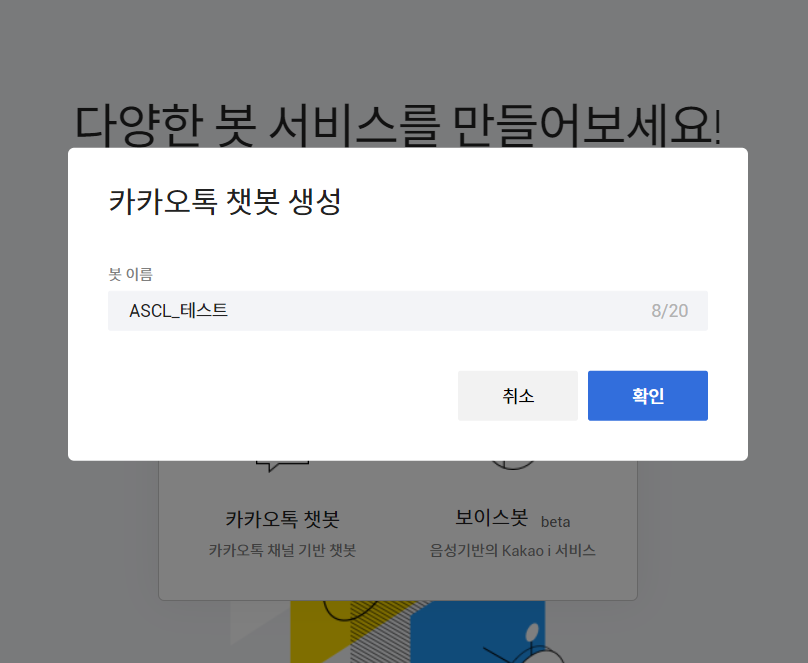 다양한 봇 서비스를 만들어보세요!
카카오톡 챗봇 생성
봇 이름
ASCL_테스트 8/20
취소 확인
카카오톡 챗봇 보이스봇 beta
카카오톡 채널 기반 챗봇 음성기반의 Kakao i 서비스